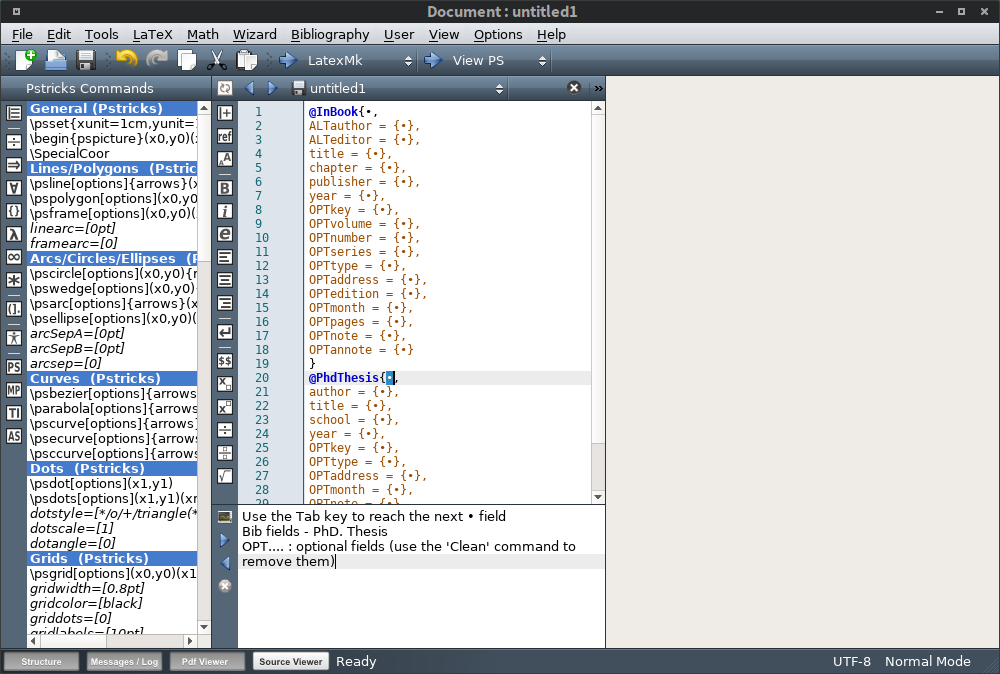 Document : untitled1
File Edit Tools LaTeX Math Wizard Bibliography User View Options Help
LatexMk View PS
Pstricks Commands
untitled1 »
General (Pstricks)
\psset{xunit=1cm,yunit=
\begin{pspicture}(x0,y0)(x
\SpecialCoor
Lines/Polygons (Pstric
\psline[options]{arrows}(x
\pspolygon[options](x0,y0)
\psframe[options](x0,y0)(
linearc=[0pt]
framearc=[0]
Arcs/Circles/Ellipses (P
\pscircle[options](x0,y0){r
\pswedge[options](x0,y0)
\psarc[options]{arrows}(x
\psellipse[options](x0,y0)(
arcSepA=[0pt]
arcSepB=[0pt]
arcsep=[0]
Curves (Pstricks)
\psbezier[options]{arrows
\parabola[options]{arrows
\pscurve[options]{arrows
\psecurve[options]{arrows
\psccurve[options]{arrows
Dots (Pstricks)
\psdot[options](x1,y1)
\psdots[options](x1,y1)(x
dotstyle=[*/o/+/triangle(*
dotscale=[1]
dotangle=[0]
Grids (Pstricks)
\psgrid[options](x0,y0)(x1
gridwidth=[0.8pt]
gridcolor=[black]
griddots=[0]
gridlabels=[10pt]
PS
MP
TI
AS
ref
B
i
e
$$
1 @InBook{•,
2 ALTauthor = {•},
3 ALTeditor = {•},
4 title = {•},
5 chapter = {•},
6 publisher = {•},
7 year = {•},
8 OPTkey = {•},
9 OPTvolume = {•},
10 OPTnumber = {•},
11 OPTseries = {•},
12 OPTtype = {•},
13 OPTaddress = {•},
14 OPTedition = {•},
15 OPTmonth = {•},
16 OPTpages = {•},
17 OPTnote = {•},
18 OPTannote = {•}
19 }
20 @PhdThesis{•,
21 author = {•},
22 title = {•},
23 school = {•},
24 year = {•},
25 OPTkey = {•},
26 OPTtype = {•},
27 OPTaddress = {•},
28 OPTmonth = {•},
29 OPTnote = {•},
Use the Tab key to reach the next • field
Bib fields - PhD. Thesis
OPT.... : optional fields (use the 'Clean' command to
remove them)
Structure Messages / Log Pdf Viewer Source Viewer Ready UTF-8 Normal Mode